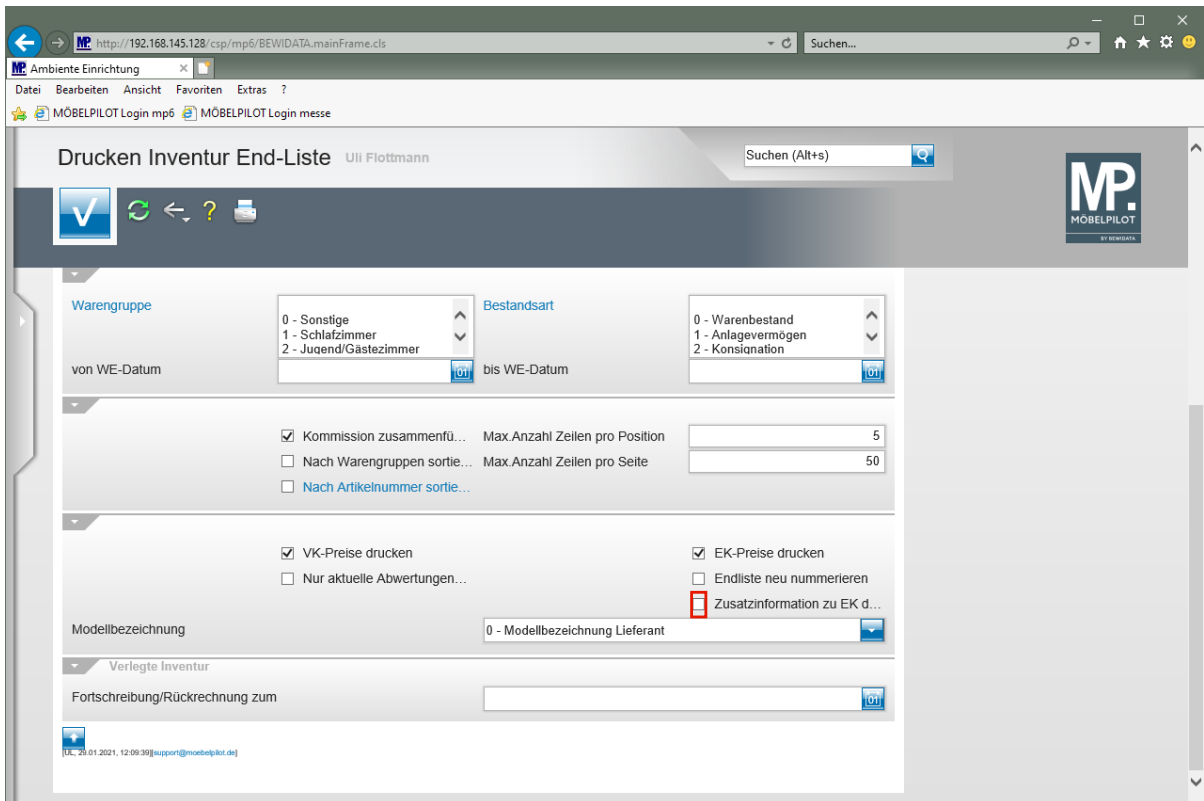 http://192.168.145.128/csp/mp6/BEWIDATA.mainFrame.cls
Suchen...
MP. Ambiente Einrichtung
Datei Bearbeiten Ansicht Favoriten Extras ?
MÖBELPILOT Login mp6 MÖBELPILOT Login messe
Drucken Inventur End-Liste Uli Flottmann
Suchen (Alt+s)
MP.
MÖBELPILOT
BY BEWIDATA
Warengruppe
0 - Sonstige
1 - Schlafzimmer
2 - Jugend/Gästezimmer
Bestandsart
0 - Warenbestand
1 - Anlagevermögen
2 - Konsignation
von WE-Datum 01 bis WE-Datum 01
Kommission zusammenfü... Max.Anzahl Zeilen pro Position 5
Nach Warengruppen sortie... Max.Anzahl Zeilen pro Seite 50
Nach Artikelnummer sortie...
VK-Preise drucken EK-Preise drucken
Nur aktuelle Abwertungen... Endliste neu nummerieren
Zusatzinformation zu EK d...
Modellbezeichnung 0 - Modellbezeichnung Lieferant
Verlegte Inventur
Fortschreibung/Rückrechnung zum 01
[UL, 29.01.2021, 12:09:39][support@moebelpilot.de]